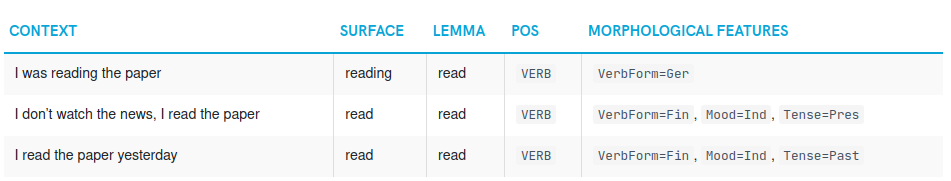 CONTEXT SURFACE LEMMA POS MORPHOLOGICAL FEATURES
I was reading the paper reading read VERB VerbForm=Ger
I don’t watch the news, I read the paper read read VERB VerbForm=Fin , Mood=Ind , Tense=Pres
I read the paper yesterday read read VERB VerbForm=Fin , Mood=Ind , Tense=Past